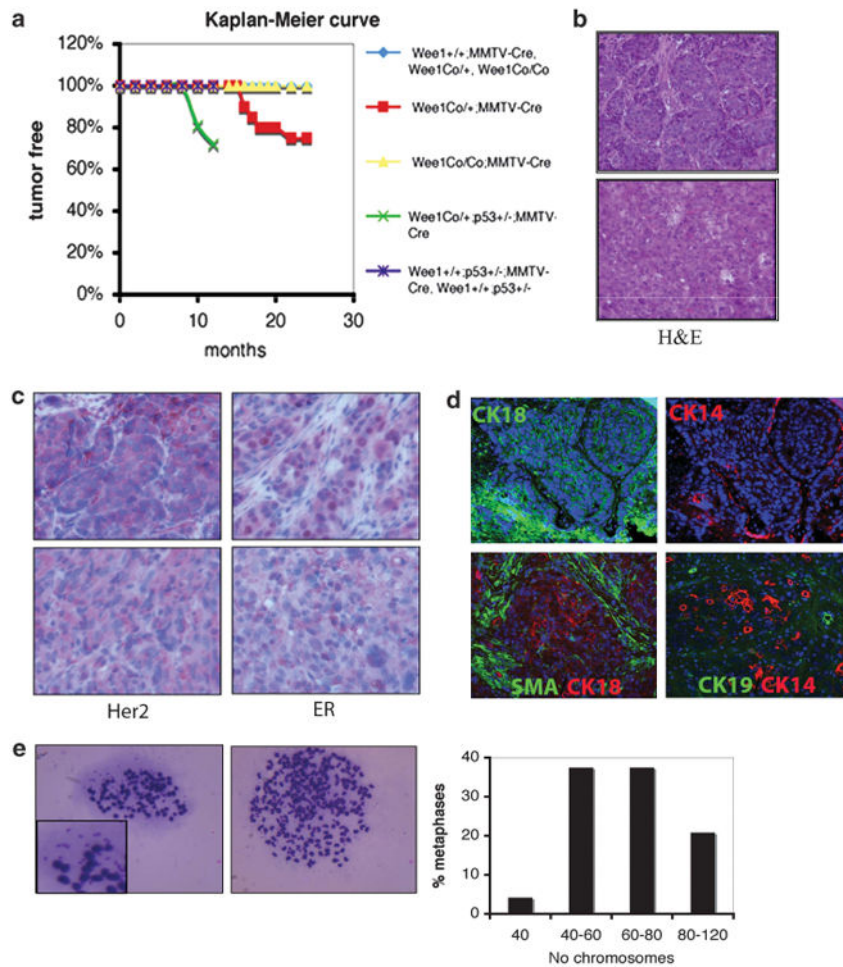 a
Kaplan-Meier curve
120%
100%
80%
60%
40%
20%
0%
tumor free
0
10
20
30
months
Wee1+/+;MMTV-Cre,
Wee1Co/+, Wee1Co/Co
Wee1Co/+;MMTV-Cre
Wee1Co/Co;MMTV-Cre
Wee1Co/+;p53+/-;MMTV-
Cre
Wee1+/+;p53+/-;MMTV-
Cre, Wee1+/+;p53+/-
b
H&E
c
Her2
ER
d
CK18
CK14
SMA CK18
CK19 CK14
e
40
30
20
10
0
% metaphases
40
40-60
60-80
80-120
No chromosomes